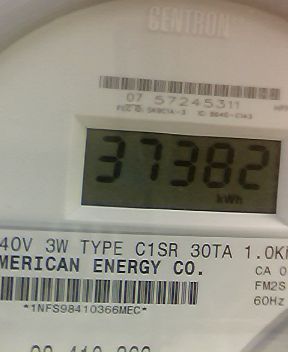 CENTRON
07 57245311
37382
kWh
40V 3W TYPE C1SR 30TA 1.0K
MERICAN ENERGY CO.
CA 0
FM2S
60Hz
*1NFS98410366MEC*